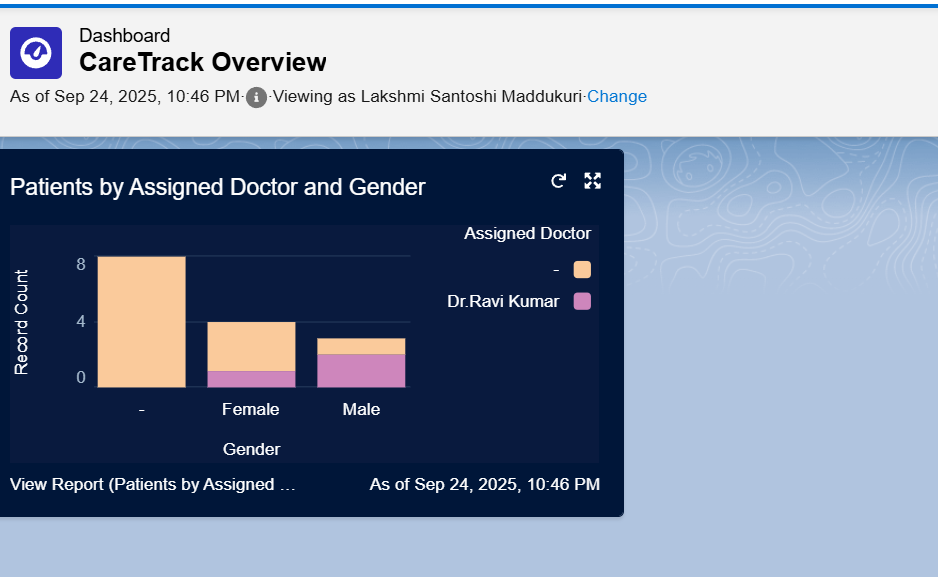 Dashboard
CareTrack Overview
As of Sep 24, 2025, 10:46 PM·Viewing as Lakshmi Santoshi Maddukuri·Change
Patients by Assigned Doctor and Gender
Assigned Doctor
-
Dr.Ravi Kumar
Record Count
8
4
0
- Female Male
Gender
View Report (Patients by Assigned … As of Sep 24, 2025, 10:46 PM